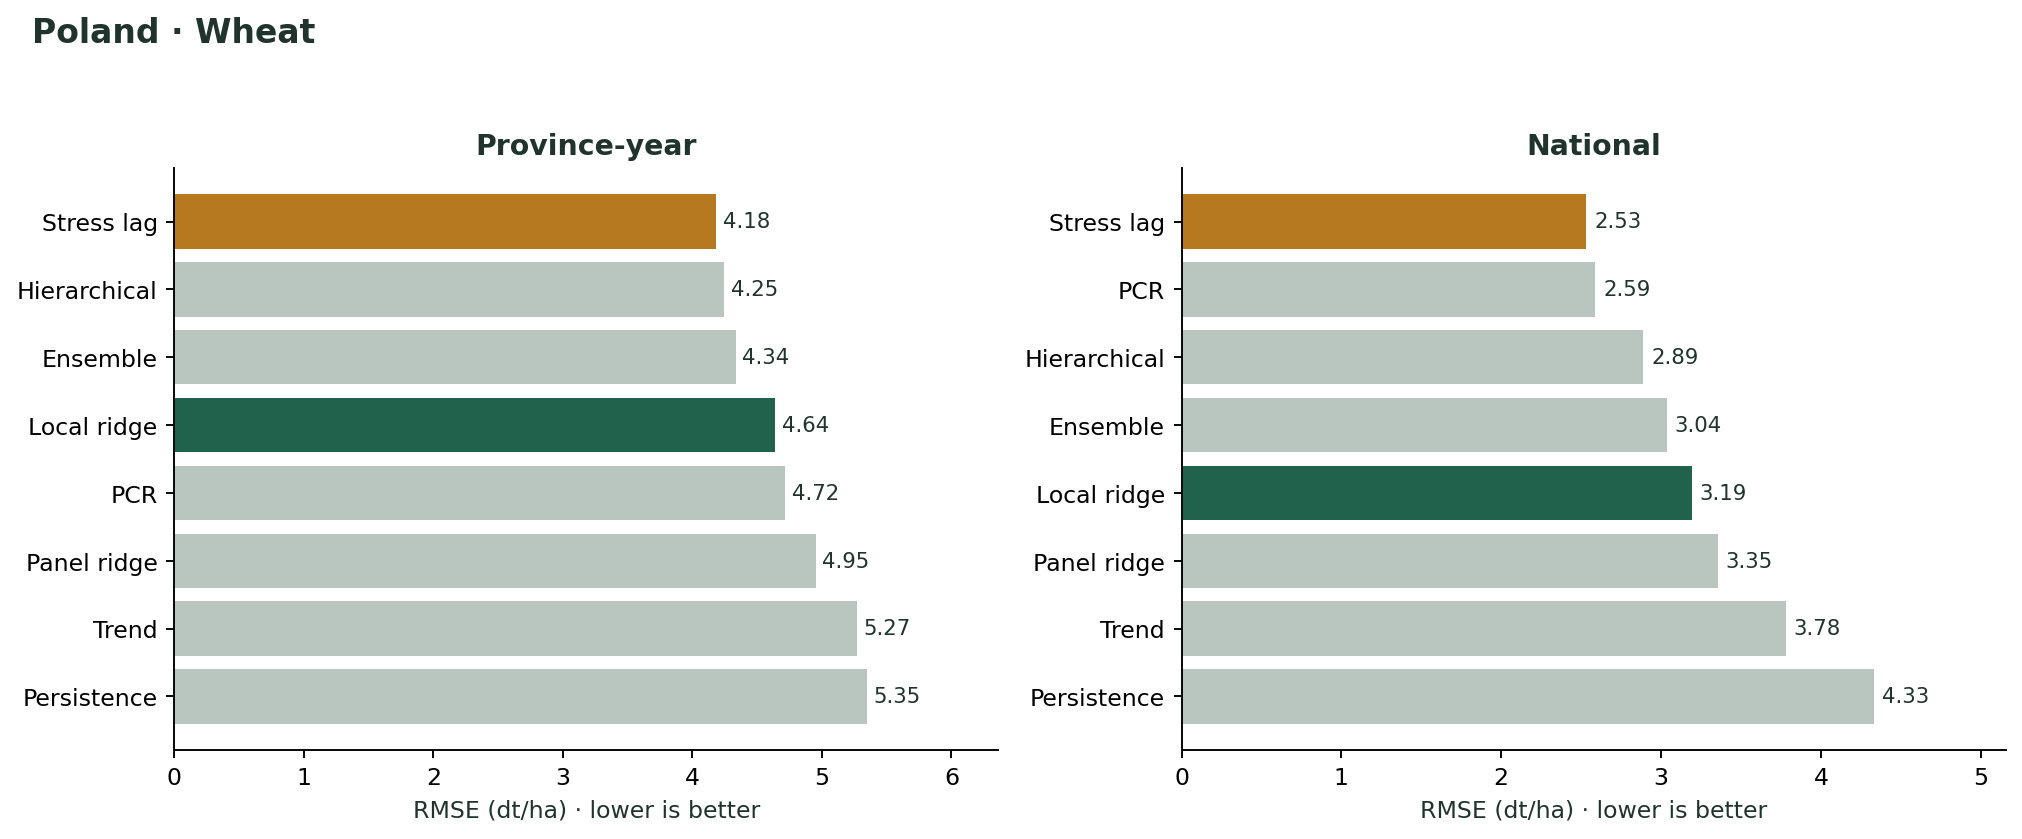 Poland · Wheat
Province-year
Stress lag 4.18
Hierarchical 4.25
Ensemble 4.34
Local ridge 4.64
PCR 4.72
Panel ridge 4.95
Trend 5.27
Persistence 5.35
0 1 2 3 4 5 6
RMSE (dt/ha) · lower is better
National
Stress lag 2.53
PCR 2.59
Hierarchical 2.89
Ensemble 3.04
Local ridge 3.19
Panel ridge 3.35
Trend 3.78
Persistence 4.33
0 1 2 3 4 5
RMSE (dt/ha) · lower is better